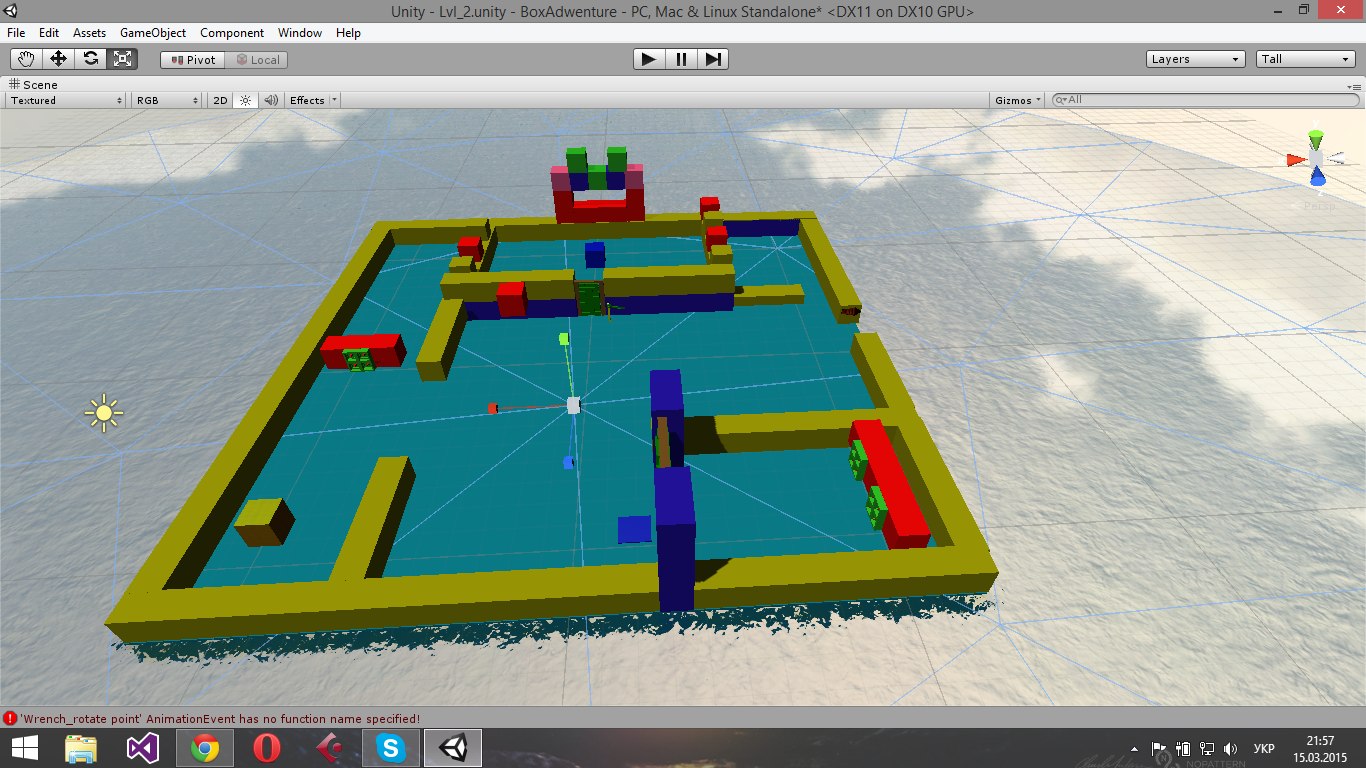 Unity - Lvl_2.unity - BoxAdwenture - PC, Mac & Linux Standalone* <DX11 on DX10 GPU>
File Edit Assets GameObject Component Window Help
Pivot Local Layers Tall
Scene
Textured RGB 2D Effects Gizmos All
Persp
'Wrench_rotate point' AnimationEvent has no function name specified!
21:57
УКР
15.03.2015
NOPATTERN